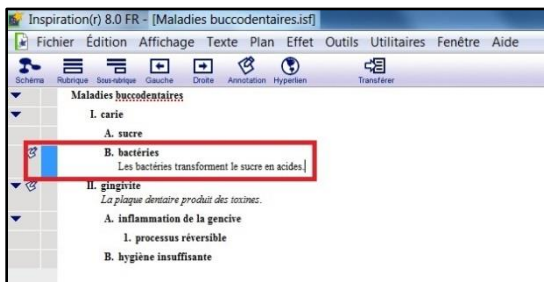 Inspiration(r) 8.0 FR - [Maladies buccodentaires.isf]
Fichier Édition Affichage Texte Plan Effet Outils Utilitaires Fenêtre Aide
Schéma Rubrique Sous-rubrique Gauche Droite Annotation Hyperlien Transférer
Maladies buccodentaires
I. carie
A. sucre
B. bactéries
Les bactéries transforment le sucre en acides.
II. gingivite
La plaque dentaire produit des toxines.
A. inflammation de la gencive
1. processus réversible
B. hygiène insuffisante